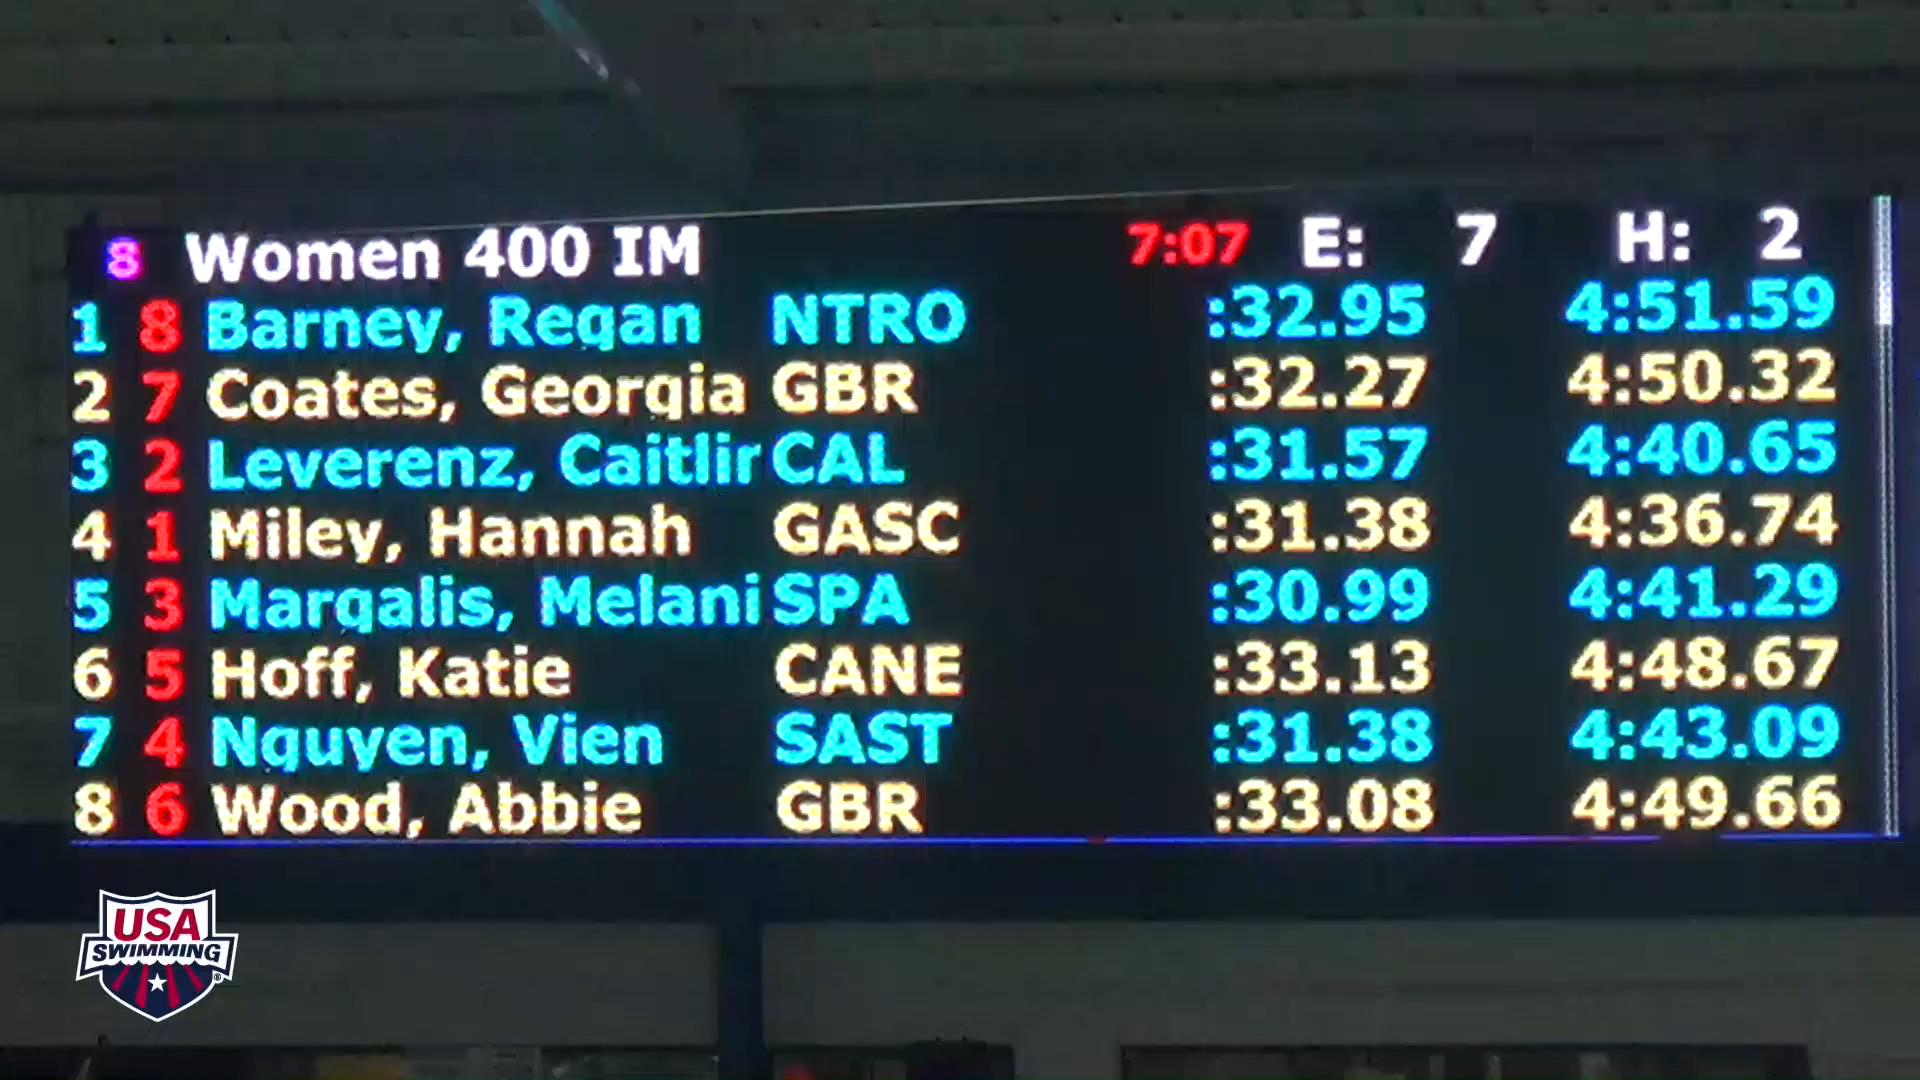 8 Women 400 IM 7:07 E: 7 H: 2
1 8 Barney, Regan NTRO :32.95 4:51.59
2 7 Coates, Georgia GBR :32.27 4:50.32
3 2 Leverenz, Caitlir CAL :31.57 4:40.65
4 1 Miley, Hannah GASC :31.38 4:36.74
5 3 Margalis, Melani SPA :30.99 4:41.29
6 5 Hoff, Katie CANE :33.13 4:48.67
7 4 Nguyen, Vien SAST :31.38 4:43.09
8 6 Wood, Abbie GBR :33.08 4:49.66
USA
SWIMMING®